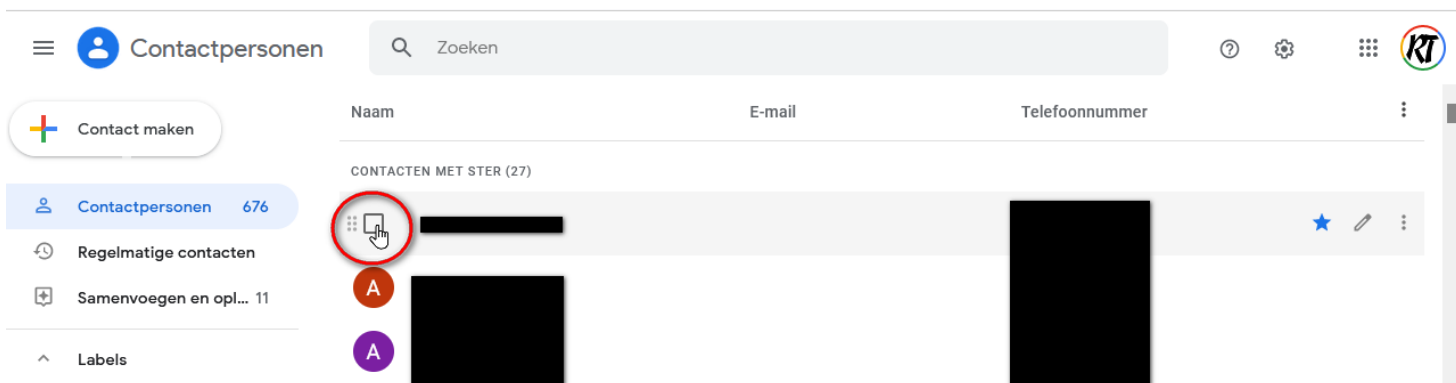 Contactpersonen
Zoeken
KT
Contact maken
Naam E-mail Telefoonnummer
CONTACTEN MET STER (27)
Contactpersonen 676
Regelmatige contacten
Samenvoegen en opl... 11
A
A
Labels